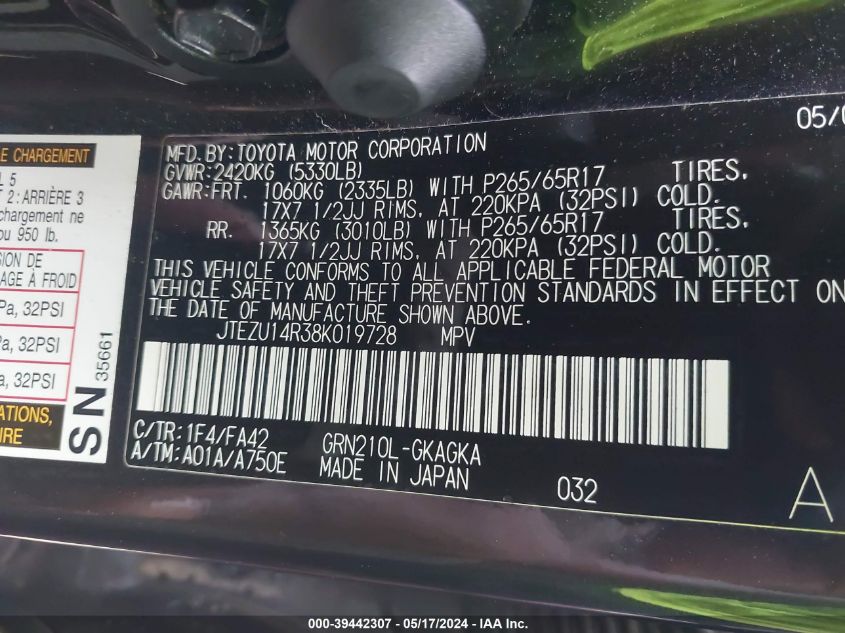 05/0
MFD. BY: TOYOTA MOTOR CORPORATION
GVWR: 2420KG (5330LB)
GAWR: FRT. 1060KG (2335LB) WITH P265/65R17 TIRES,
17X7 1/2JJ RIMS, AT 220KPA (32PSI) COLD.
RR. 1365KG (3010LB) WITH P265/65R17 TIRES,
17X7 1/2JJ RIMS, AT 220KPA (32PSI) COLD.
THIS VEHICLE CONFORMS TO ALL APPLICABLE FEDERAL MOTOR
VEHICLE SAFETY AND THEFT PREVENTION STANDARDS IN EFFECT ON
THE DATE OF MANUFACTURE SHOWN ABOVE.
JTEZU14R38K019728 MPV
C/TR: 1F4/FA42 GRN210L-GKAGKA
A/TM: A01A/A750E MADE IN JAPAN
032
A
LE CHARGEMENT
L 5
T 2: ARRIÈRE 3
chargement ne
ou 950 lb.
SION DE
AGE À FROID
Pa, 32PSI
a, 32PSI
a, 32PSI
ATIONS,
URE
SN
35661
000-39442307 - 05/17/2024 - IAA Inc.